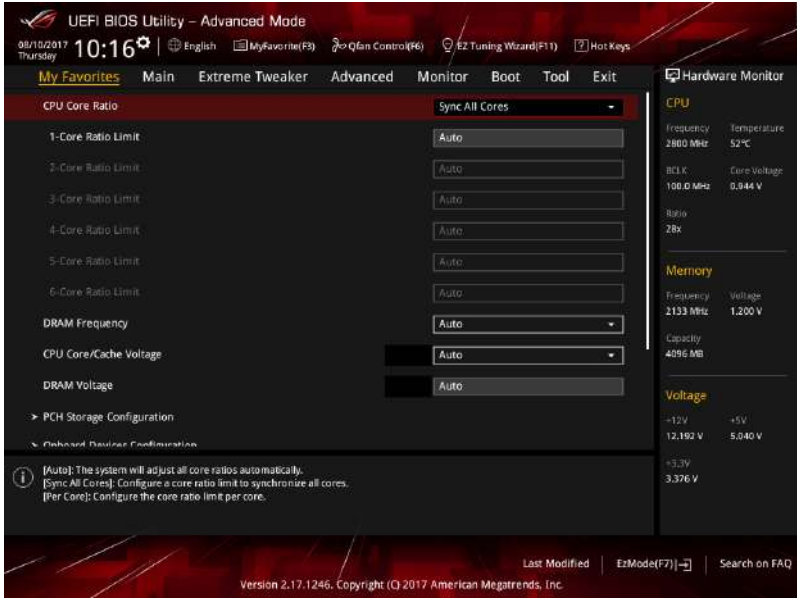 UEFI BIOS Utility – Advanced Mode
08/10/2017 Thursday 10:16 English MyFavorite(F3) Qfan Control(F6) EZ Tuning Wizard(F11) ? Hot Keys
My Favorites Main Extreme Tweaker Advanced Monitor Boot Tool Exit
CPU Core Ratio Sync All Cores
1-Core Ratio Limit Auto
2-Core Ratio Limit Auto
3-Core Ratio Limit Auto
4-Core Ratio Limit Auto
5-Core Ratio Limit Auto
6-Core Ratio Limit Auto
DRAM Frequency Auto
CPU Core/Cache Voltage Auto
DRAM Voltage Auto
> PCH Storage Configuration
> Onboard Devices Configuration
[Auto]: The system will adjust all core ratios automatically.
[Sync All Cores]: Configure a core ratio limit to synchronize all cores.
[Per Core]: Configure the core ratio limit per core.
Hardware Monitor
CPU
Frequency Temperature
2800 MHz 52°C
BCLK Core Voltage
100.0 MHz 0.944 V
Ratio
28x
Memory
Frequency Voltage
2133 MHz 1.200 V
Capacity
4096 MB
Voltage
+12V +5V
12.192 V 5.040 V
+3.3V
3.376 V
Last Modified EzMode(F7) Search on FAQ
Version 2.17.1246. Copyright (C) 2017 American Megatrends, Inc.